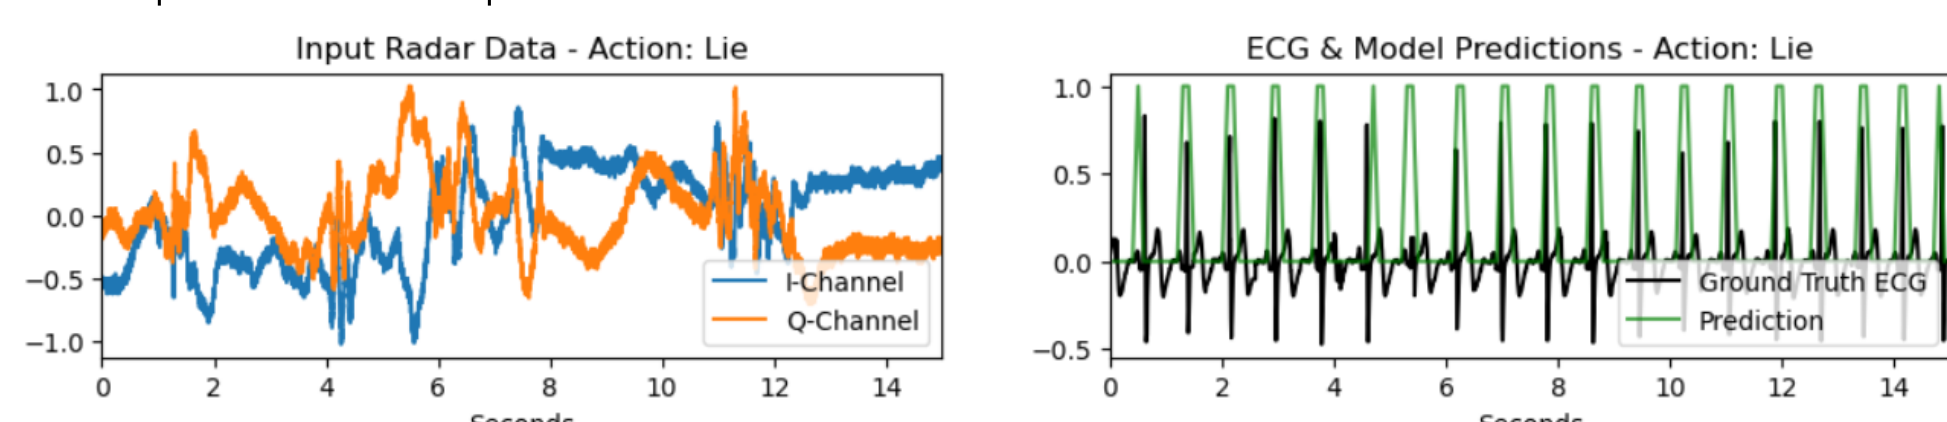 Input Radar Data - Action: Lie
1.0
0.5
0.0
−0.5
−1.0
I-Channel
Q-Channel
0 2 4 6 8 10 12 14
Seconds
ECG & Model Predictions - Action: Lie
1.0
0.5
0.0
−0.5
Ground Truth ECG
Prediction
0 2 4 6 8 10 12 14
Seconds